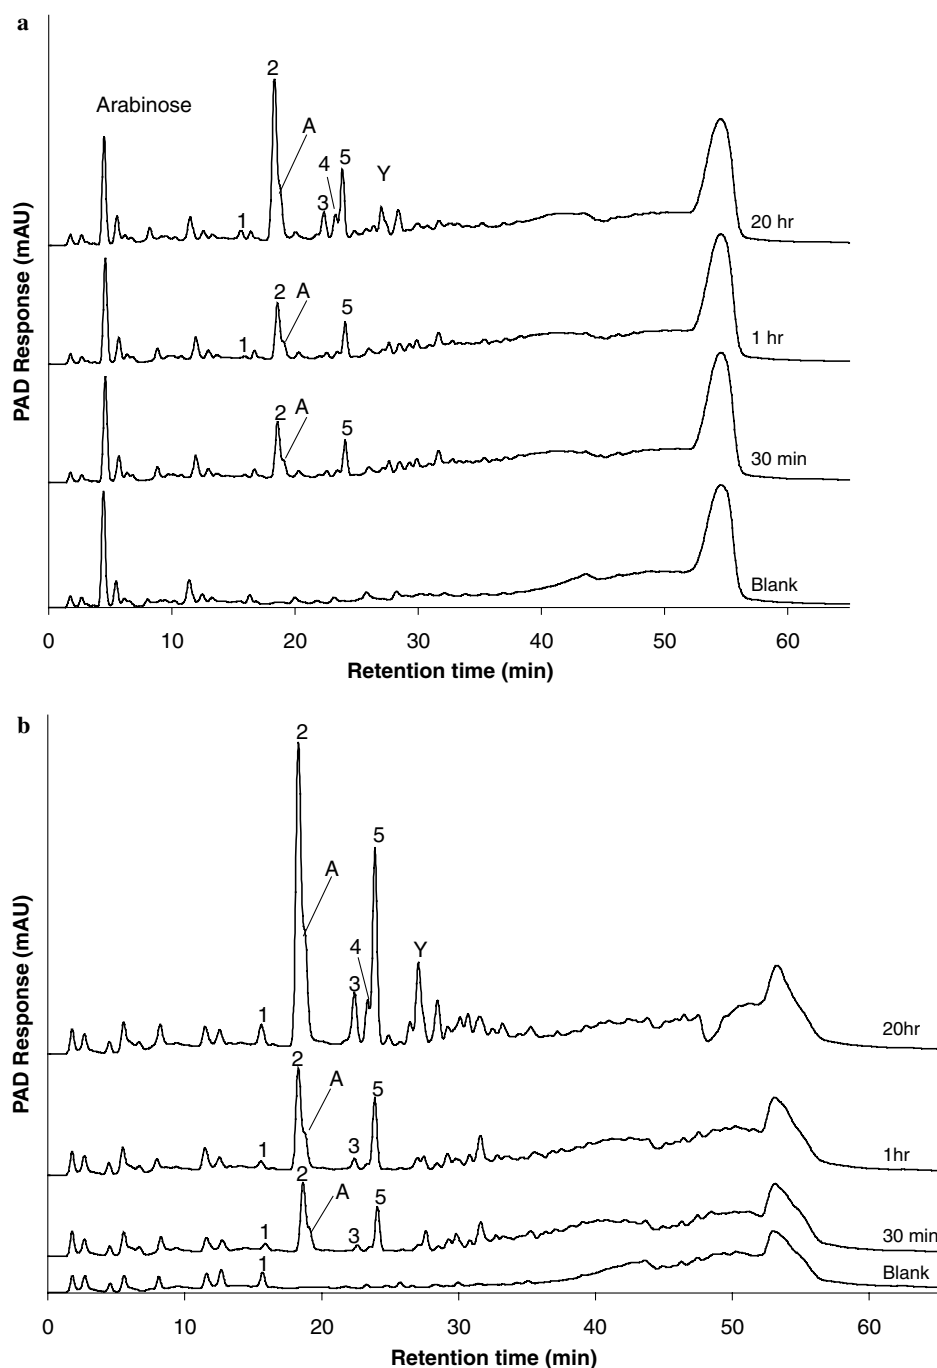 a
2
Arabinose
A
4 5
Y
1
3
20 hr
2
A
5
1
1 hr
2
A
5
30 min
Blank
PAD Response (mAU)
0 10 20 30 40 50 60
Retention time (min)
b
2
5
A
4
Y
3
1
20hr
2
A
5
1
3
1hr
2
A
5
1
3
30 min
1
Blank
PAD Response (mAU)
0 10 20 30 40 50 60
Retention time (min)